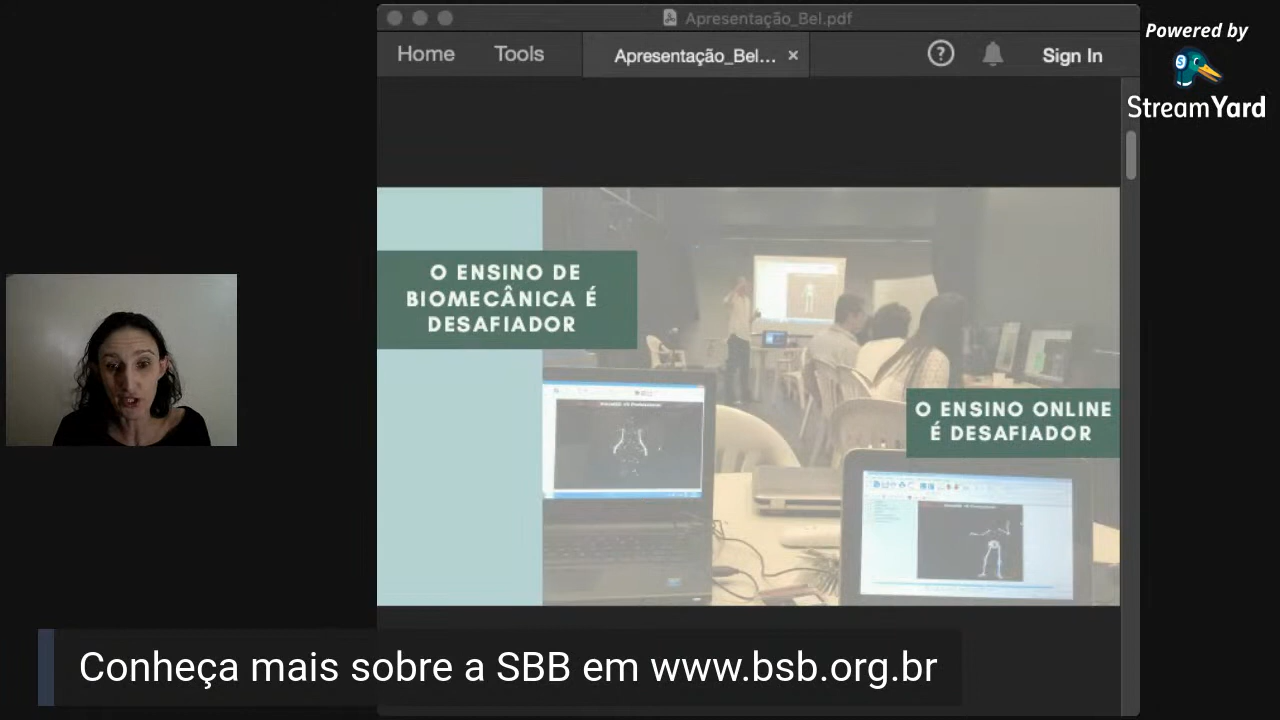 Apresentação_Bel.pdf
Home
Tools
Apresentação_Bel...
Sign In
Powered by
StreamYard
O ENSINO DE
BIOMECÂNICA É
DESAFIADOR
O ENSINO ONLINE
É DESAFIADOR
Conheça mais sobre a SBB em www.bsb.org.br